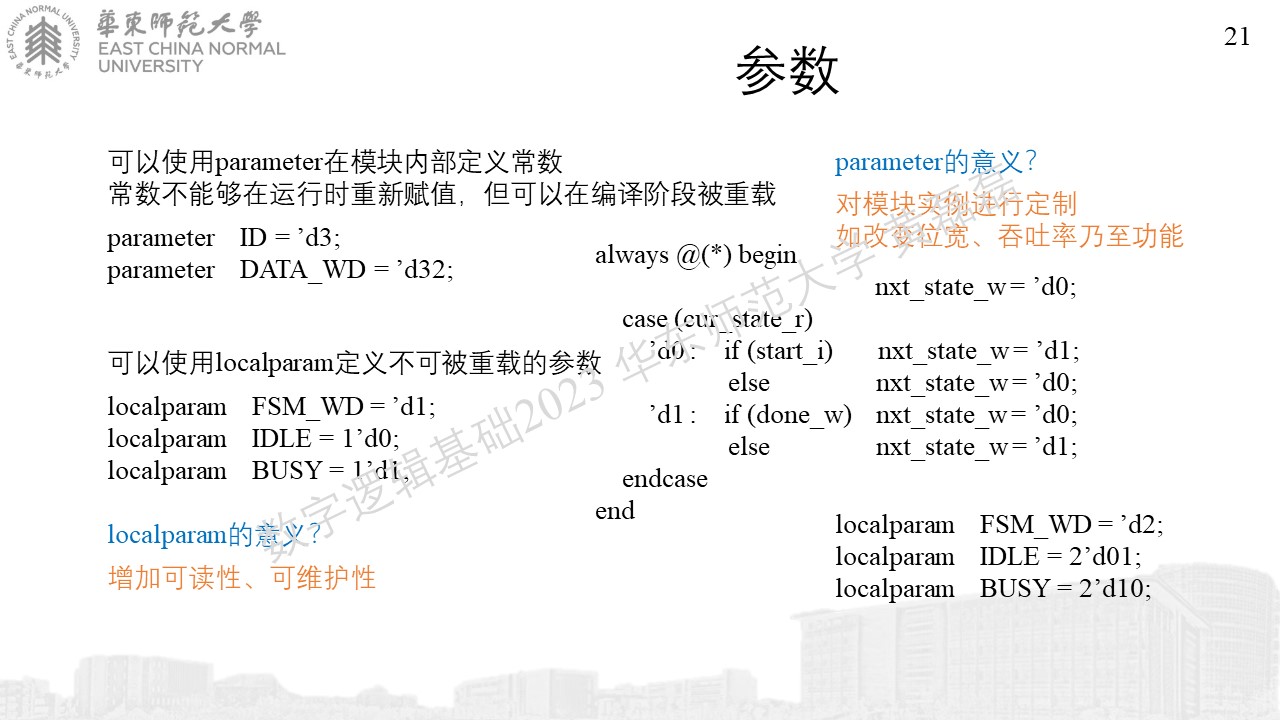 華東師范大學
EAST CHINA NORMAL
UNIVERSITY
21
参数
可以使用parameter在模块内部定义常数
常数不能够在运行时重新赋值，但可以在编译阶段被重载
parameter ID = ’d3;
parameter DATA_WD = ’d32;
可以使用localparam定义不可被重载的参数
localparam FSM_WD = ’d1;
localparam IDLE = 1’d0;
localparam BUSY = 1’d1;
localparam的意义？
增加可读性、可维护性
always @(*) begin
nxt_state_w = ’d0;
case (cur_state_r)
’d0 : if (start_i) nxt_state_w = ’d1;
else nxt_state_w = ’d0;
’d1 : if (done_w) nxt_state_w = ’d0;
else nxt_state_w = ’d1;
endcase
end
parameter的意义？
对模块实例进行定制
如改变位宽、吞吐率乃至功能
localparam FSM_WD = ’d2;
localparam IDLE = 2’d01;
localparam BUSY = 2’d10;
数字逻辑基础2023 华东师范大学 黄磊磊